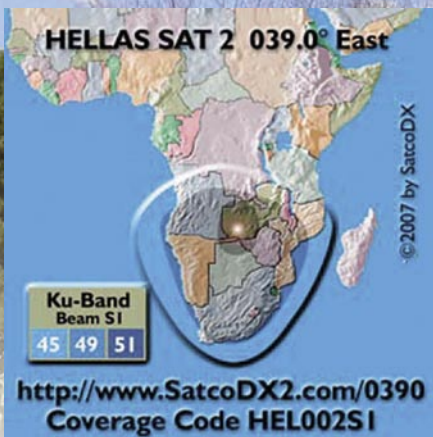 HELLAS SAT 2 039.0° East
©2007 by SatcoDX
Ku-Band
Beam S1
45 49 51
http://www.SatcoDX2.com/0390
Coverage Code HEL002S1